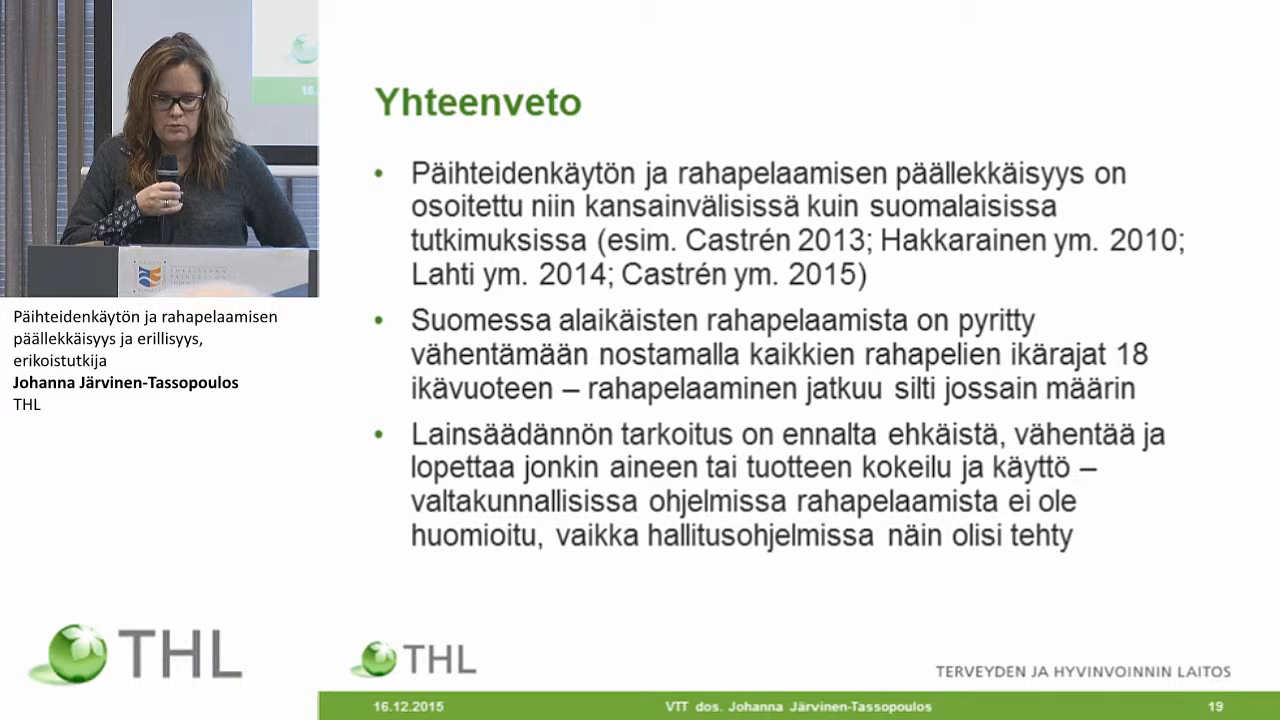 16.
Päihteidenkäytön ja rahapelaamisen
päällekkäisyys ja erillisyys,
erikoistutkija
Johanna Järvinen-Tassopoulos
THL
THL
Yhteenveto
• Päihteidenkäytön ja rahapelaamisen päällekkäisyys on
osoitettu niin kansainvälisissä kuin suomalaisissa
tutkimuksissa (esim. Castrén 2013; Hakkarainen ym. 2010;
Lahti ym. 2014; Castrén ym. 2015)
• Suomessa alaikäisten rahapelaamista on pyritty
vähentämään nostamalla kaikkien rahapelien ikärajat 18
ikävuoteen – rahapelaaminen jatkuu silti jossain määrin
• Lainsäädännön tarkoitus on ennalta ehkäistä, vähentää ja
lopettaa jonkin aineen tai tuotteen kokeilu ja käyttö –
valtakunnallisissa ohjelmissa rahapelaamista ei ole
huomioitu, vaikka hallitusohjelmissa näin olisi tehty
THL
TERVEYDEN JA HYVINVOINNIN LAITOS
16.12.2015
VTT dos. Johanna Järvinen-Tassopoulos
19